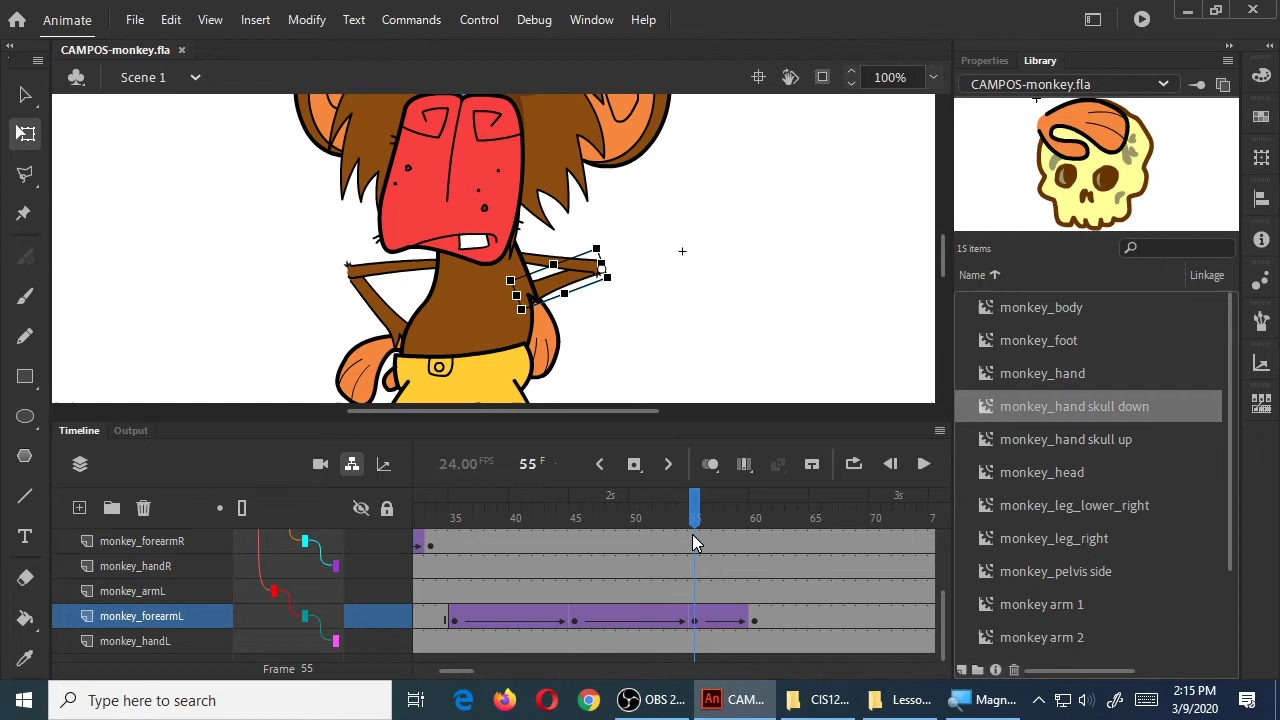 Animate
File Edit View Insert Modify Text Commands Control Debug Window Help
CAMPOS-monkey.fla ×
Scene 1
100%
Properties
Library
CAMPOS-monkey.fla
15 items
Name
Linkage
monkey_body
monkey_foot
monkey_hand
monkey_hand skull down
monkey_hand skull up
monkey_head
monkey_leg_lower_right
monkey_leg_right
monkey_pelvis side
monkey arm 1
monkey arm 2
Timeline
Output
24.00 FPS
55 F
2s
3s
35 40 45 50 55 60 65 70 7
monkey_forearmR
monkey_handR
monkey_armL
monkey_forearmL
monkey_handL
Frame 55
Type here to search
OBS 2...
An CAM...
CIS12...
Lesso...
Magn...
2:15 PM
3/9/2020